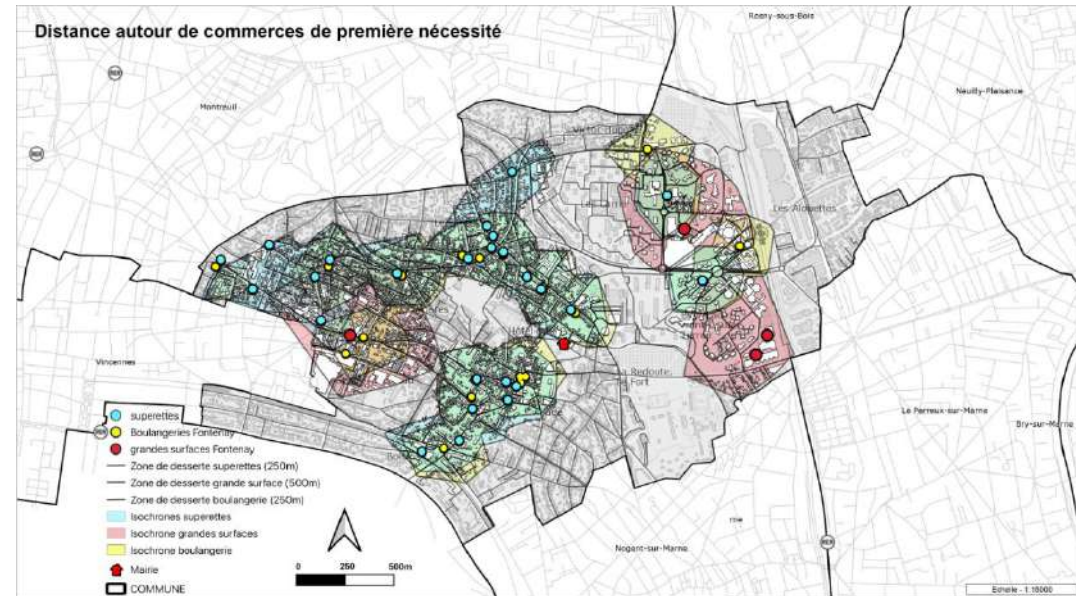 Distance autour de commerces de première nécessité
Rosny-sous-Bois
Neuilly-Plaisance
Montreuil
Les Alouettes
Vincennes
La Redoute
Fort
Le Perreux-sur-Marne
Bry-sur-Marne
Nogent-sur-Marne
superettes
Boulangeries Fontenay
grandes surfaces Fontenay
Zone de desserte superettes (250m)
Zone de desserte grande surface (500m)
Zone de desserte boulangerie (250m)
Isochrones superettes
Isochrone grandes surfaces
Isochrone boulangerie
Mairie
COMMUNE
0 250 500m
Echelle - 1:10000